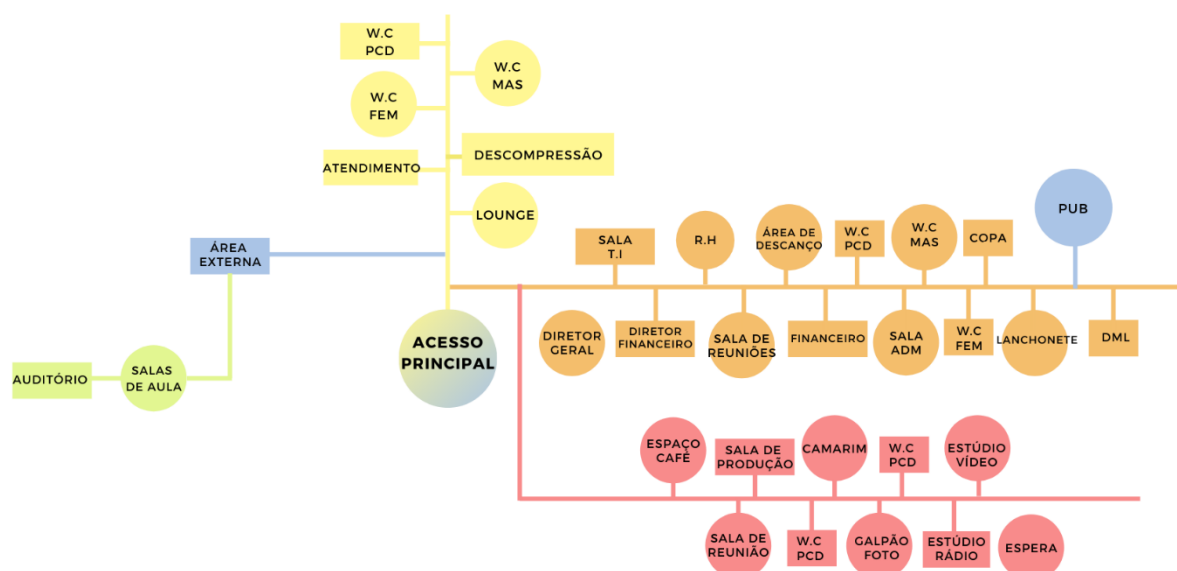 W.C
PCD
W.C
MAS
W.C
FEM
DESCOMPRESSÃO
ATENDIMENTO
LOUNGE
ÁREA
EXTERNA
ACESSO
PRINCIPAL
SALAS
DE AULA
AUDITÓRIO
SALA
T.I
R.H
ÁREA DE
DESCANÇO
W.C
PCD
W.C
MAS
COPA
PUB
DIRETOR
GERAL
DIRETOR
FINANCEIRO
SALA DE
REUNIÕES
FINANCEIRO
SALA
ADM
W.C
FEM
LANCHONETE
DML
ESPAÇO
CAFÈ
SALA DE
PRODUÇÃO
CAMARIM
W.C
PCD
ESTÚDIO
VÍDEO
SALA DE
REUNIÃO
W.C
PCD
GALPÃO
FOTO
ESTÚDIO
RÁDIO
ESPERA